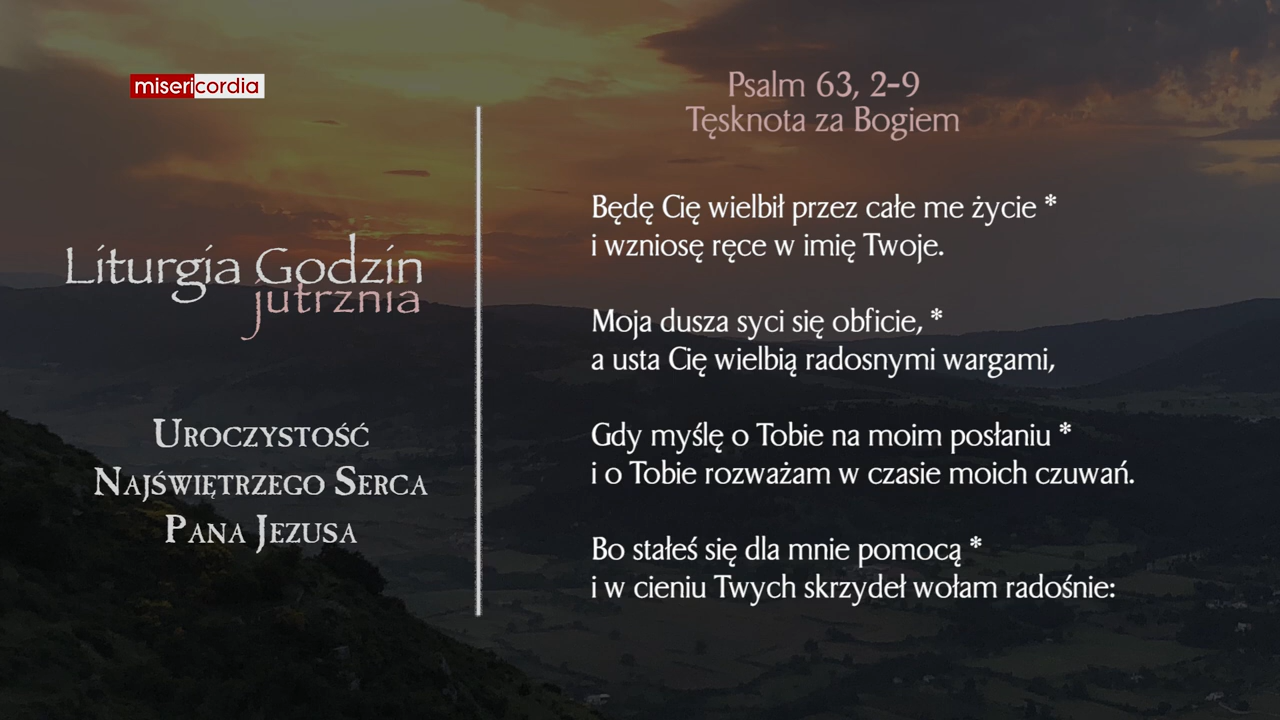 misericordia
Liturgia Godzin
jutrznia
Uroczystość
Najświętrzego Serca
Pana Jezusa
Psalm 63, 2-9
Tęsknota za Bogiem
Będę Cię wielbił przez całe me życie *
i wzniosę ręce w imię Twoje.
Moja dusza syci się obficie, *
a usta Cię wielbią radosnymi wargami,
Gdy myślę o Tobie na moim posłaniu *
i o Tobie rozważam w czasie moich czuwań.
Bo stałeś się dla mnie pomocą *
i w cieniu Twych skrzydeł wołam radośnie: